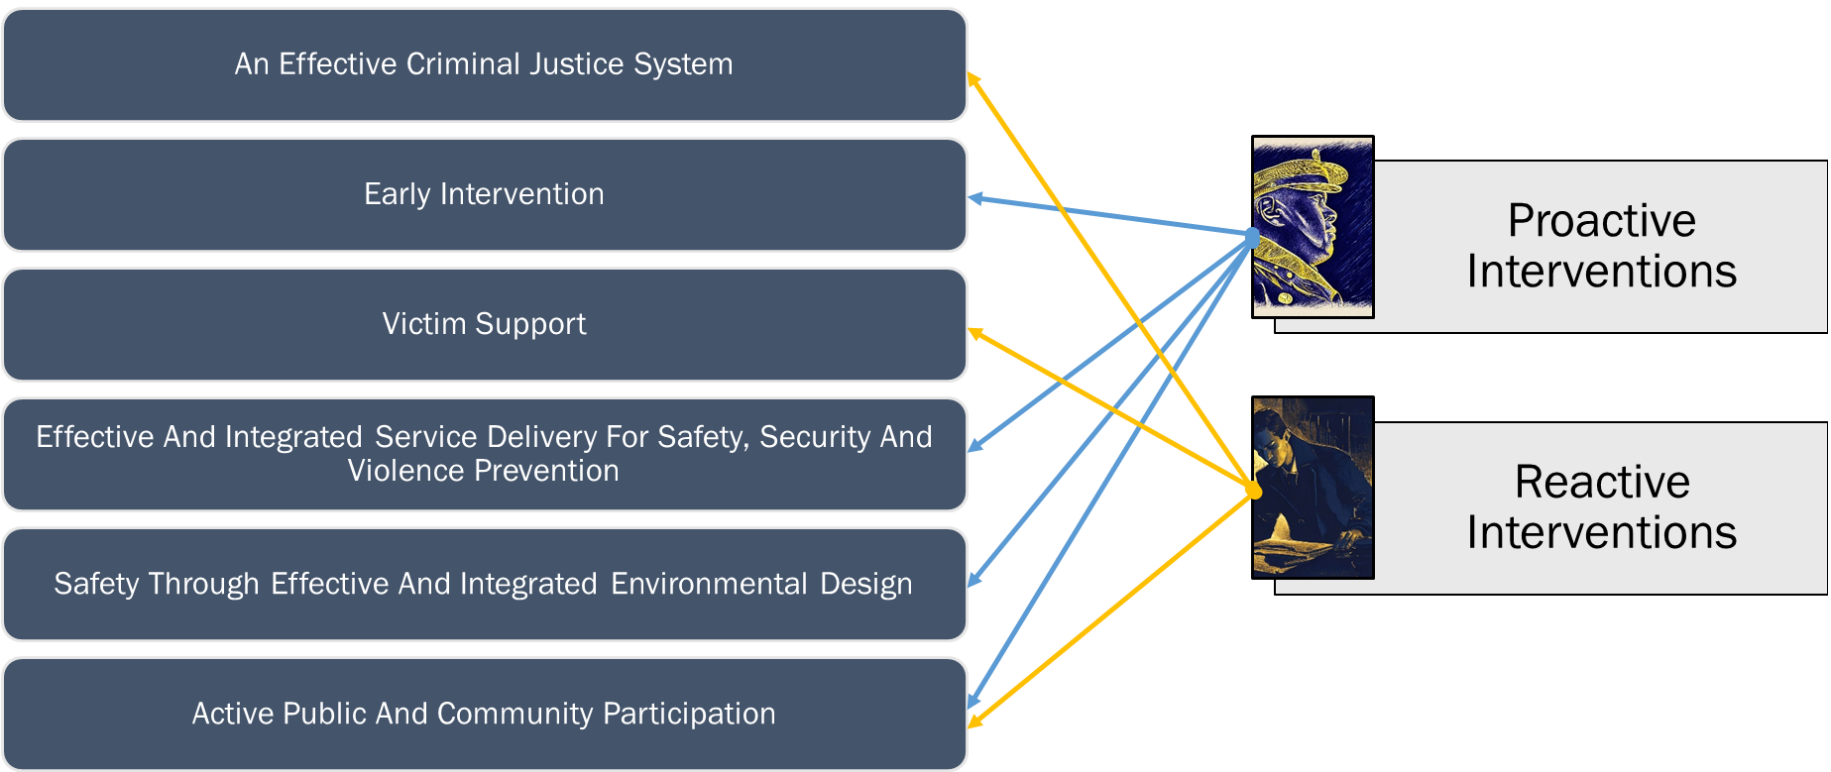 An Effective Criminal Justice System
Early Intervention
Victim Support
Effective And Integrated Service Delivery For Safety, Security And
Violence Prevention
Safety Through Effective And Integrated Environmental Design
Active Public And Community Participation
Proactive
Interventions
Reactive
Interventions